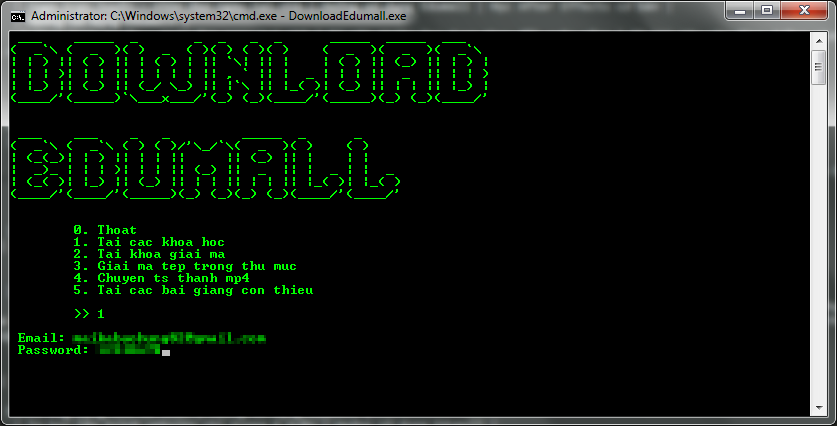 Administrator: C:\Windows\system32\cmd.exe - DownloadEdumall.exe
DOWNLOAD
EDUMALL
0. Thoat
1. Tai cac khoa hoc
2. Tai khoa giai ma
3. Giai ma tep trong thu muc
4. Chuyen ts thanh mp4
5. Tai cac bai giang con thieu
>> 1
Email:
Password: